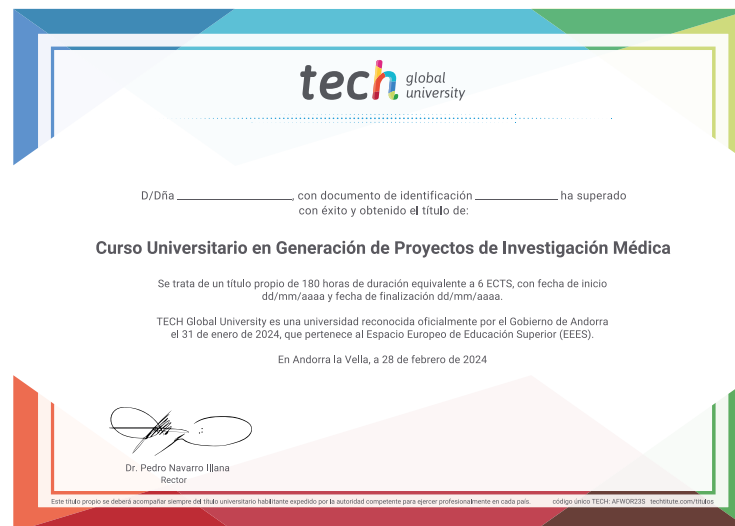 tech global university
D/Dña ____________, con documento de identificación ____________ ha superado
con éxito y obtenido el título de:
Curso Universitario en Generación de Proyectos de Investigación Médica
Se trata de un título propio de 180 horas de duración equivalente a 6 ECTS, con fecha de inicio
dd/mm/aaaa y fecha de finalización dd/mm/aaaa.
TECH Global University es una universidad reconocida oficialmente por el Gobierno de Andorra
el 31 de enero de 2024, que pertenece al Espacio Europeo de Educación Superior (EEES).
En Andorra la Vella, a 28 de febrero de 2024
Dr. Pedro Navarro Illana
Rector
Este título propio se deberá acompañar siempre del título universitario habilitante expedido por la autoridad competente para ejercer profesionalmente en cada país. código único TECH: AFWOR23S techtitute.com/titulos